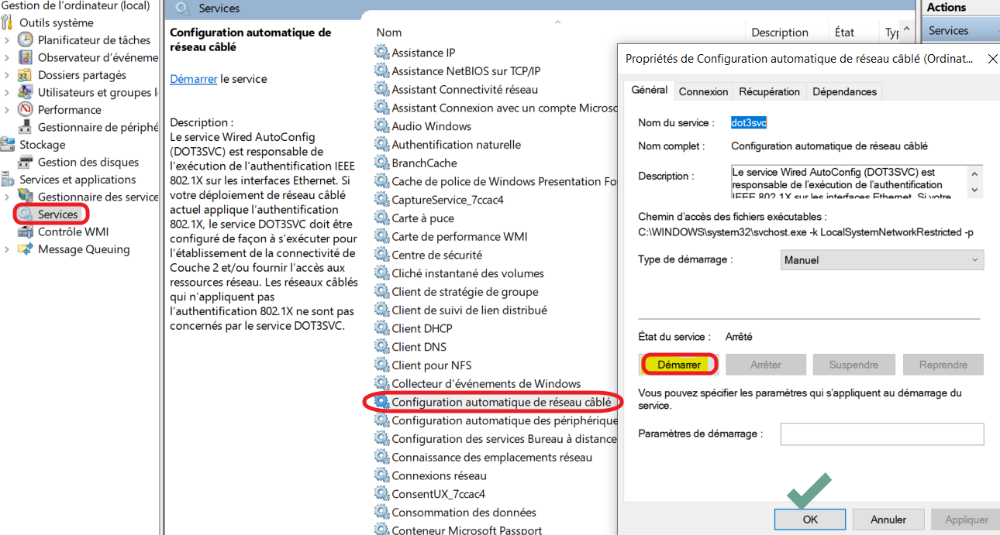 Gestion de l'ordinateur (local)
Outils système
Planificateur de tâches
Observateur d'événeme
Dossiers partagés
Utilisateurs et groupes l
Performance
Gestionnaire de périphé
Stockage
Gestion des disques
Services et applications
Gestionnaire des service
Services
Contrôle WMI
Message Queuing
Services
Configuration automatique de
réseau câblé
Démarrer le service
Description :
Le service Wired AutoConfig
(DOT3SVC) est responsable de
l'exécution de l'authentification IEEE
802.1X sur les interfaces Ethernet. Si
votre déploiement de réseau câblé
actuel applique l'authentification
802.1X, le service DOT3SVC doit être
configuré de façon à s'exécuter pour
l'établissement de la connectivité de
Couche 2 et/ou fournir l'accès aux
ressources réseau. Les réseaux câblés
qui n'appliquent pas
l'authentification 802.1X ne sont pas
concernés par le service DOT3SVC.
Nom Description État Typ
Assistance IP
Assistance NetBIOS sur TCP/IP
Assistant Connectivité réseau
Assistant Connexion avec un compte Microsc
Audio Windows
Authentification naturelle
BranchCache
Cache de police de Windows Presentation Fo
CaptureService_7ccac4
Carte à puce
Carte de performance WMI
Centre de sécurité
Cliché instantané des volumes
Client de stratégie de groupe
Client de suivi de lien distribué
Client DHCP
Client DNS
Client pour NFS
Collecteur d'événements de Windows
Configuration automatique de réseau câblé
Configuration automatique des périphérique
Configuration des services Bureau à distance
Connaissance des emplacements réseau
Connexions réseau
ConsentUX_7ccac4
Consommation des données
Conteneur Microsoft Passport
Actions
Services
Propriétés de Configuration automatique de réseau câblé (Ordinat...
Général Connexion Récupération Dépendances
Nom du service : dot3svc
Nom complet : Configuration automatique de réseau câblé
Description : Le service Wired AutoConfig (DOT3SVC) est
responsable de l'exécution de l'authentification
IEEE 802.1X sur les interfaces Ethernet. Si votre
Chemin d'accès des fichiers exécutables :
C:\WINDOWS\system32\svchost.exe -k LocalSystemNetworkRestricted -p
Type de démarrage : Manuel
État du service : Arrêté
Démarrer Arrêter Suspendre Reprendre
Vous pouvez spécifier les paramètres qui s'appliquent au démarrage du
service.
Paramètres de démarrage :
OK Annuler Appliquer